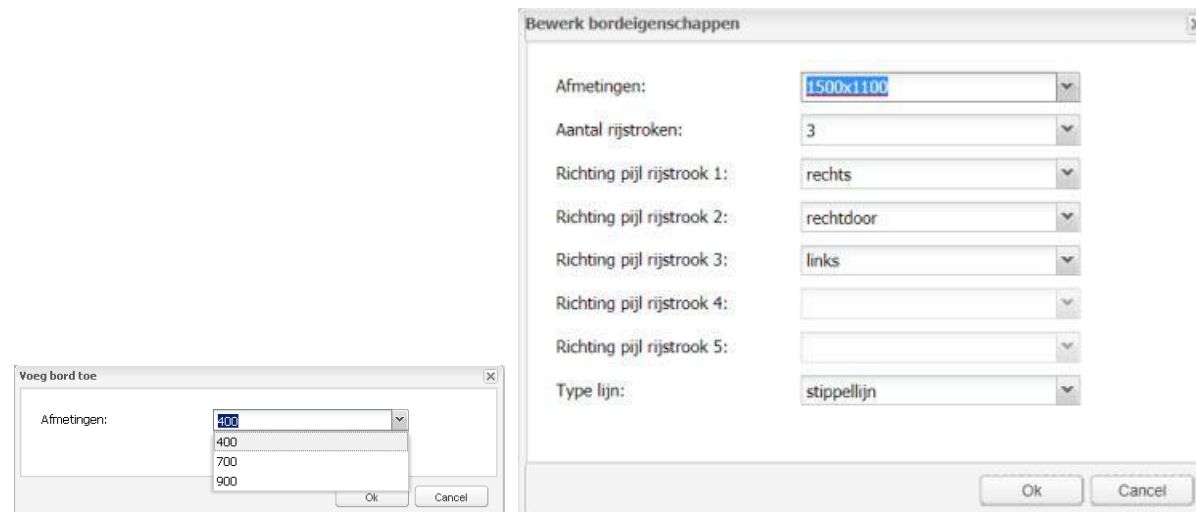 Voeg bord toe
Afmetingen: 400
400
700
900
Ok Cancel
Bewerk bordeigenschappen
Afmetingen: 1500x1100
Aantal rijstroken: 3
Richting pijl rijstrook 1: rechts
Richting pijl rijstrook 2: rechtdoor
Richting pijl rijstrook 3: links
Richting pijl rijstrook 4:
Richting pijl rijstrook 5:
Type lijn: stippellijn
Ok Cancel